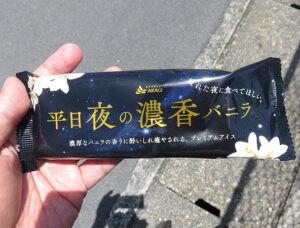 AKAGI
た夜に食べてほしい
平日夜の濃香バニラ
濃厚なバニラの香りに酔いしれ癒やされる、プレミアムアイス